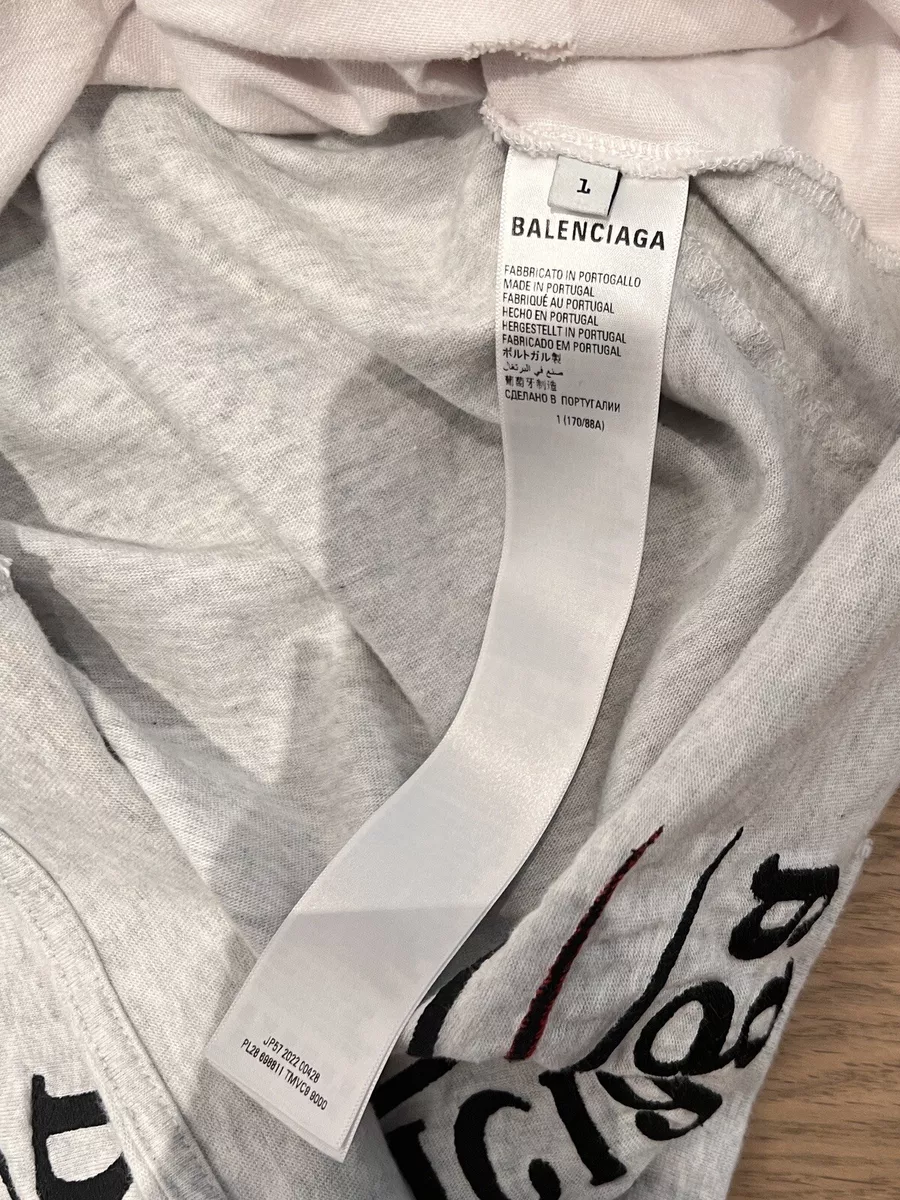 1
BALENCIAGA
FABBRICATO IN PORTOGALLO
MADE IN PORTUGAL
FABRIQUÉ AU PORTUGAL
HECHO EN PORTUGAL
HERGESTELLT IN PORTUGAL
FABRICADO EM PORTUGAL
ポルトガル製
صنع في البرتغال
葡萄牙制造
СДЕЛАНО В ПОРТУГАЛИИ
1 (170/88A)
JP57 2022 00428
PL28 698811 TMVC9 9000